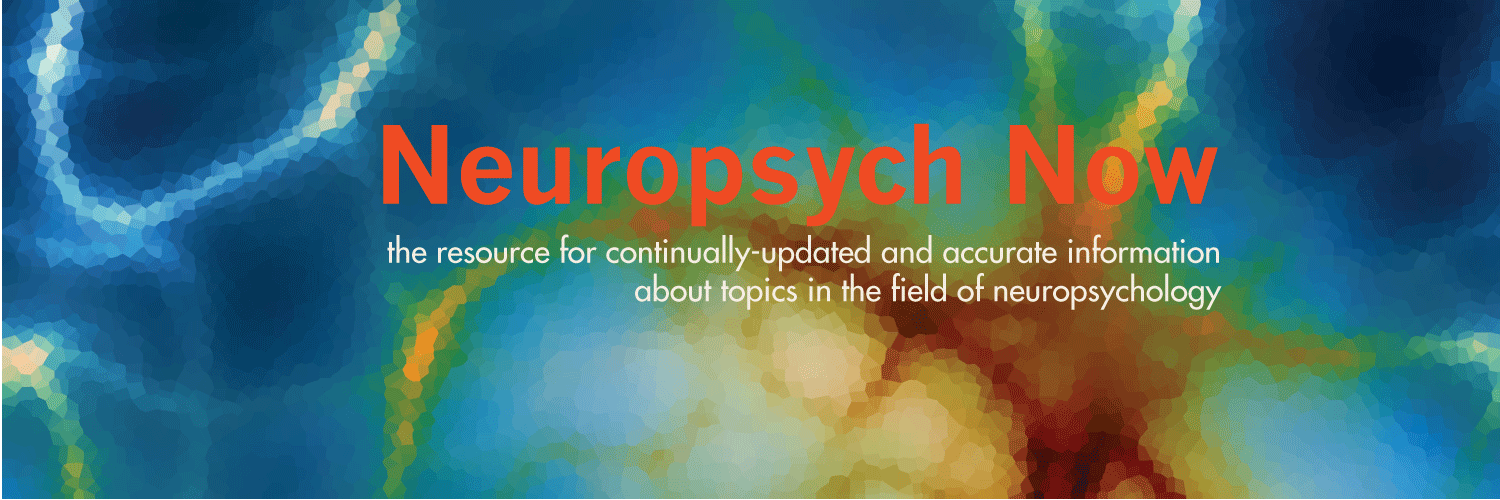 Neuropsych Now
the resource for continually-updated and accurate information
about topics in the field of neuropsychology